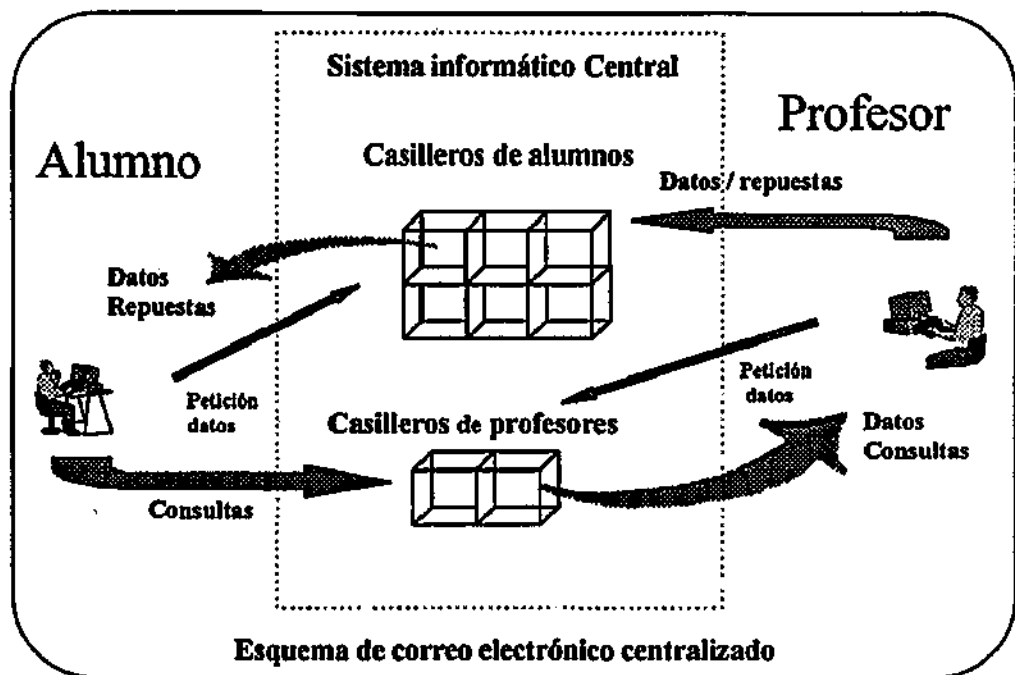 Sistema informático Central
Profesor
Alumno
Casilleros de alumnos
Datos / repuestas
Datos
Repuestas
Petición
datos
Petición
datos
Casilleros de profesores
Datos
Consultas
Consultas
Esquema de correo electrónico centralizado